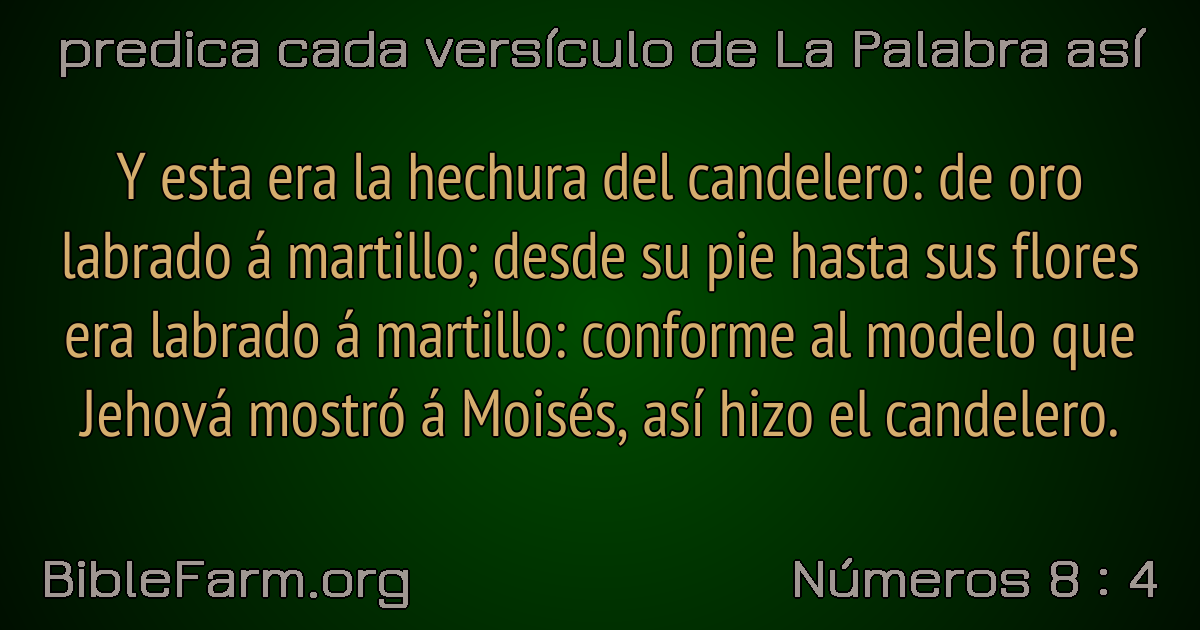 predica cada versículo de La Palabra así
Y esta era la hechura del candelero: de oro
labrado á martillo; desde su pie hasta sus flores
era labrado á martillo: conforme al modelo que
Jehová mostró á Moisés, así hizo el candelero.
BibleFarm.org
Números 8 : 4